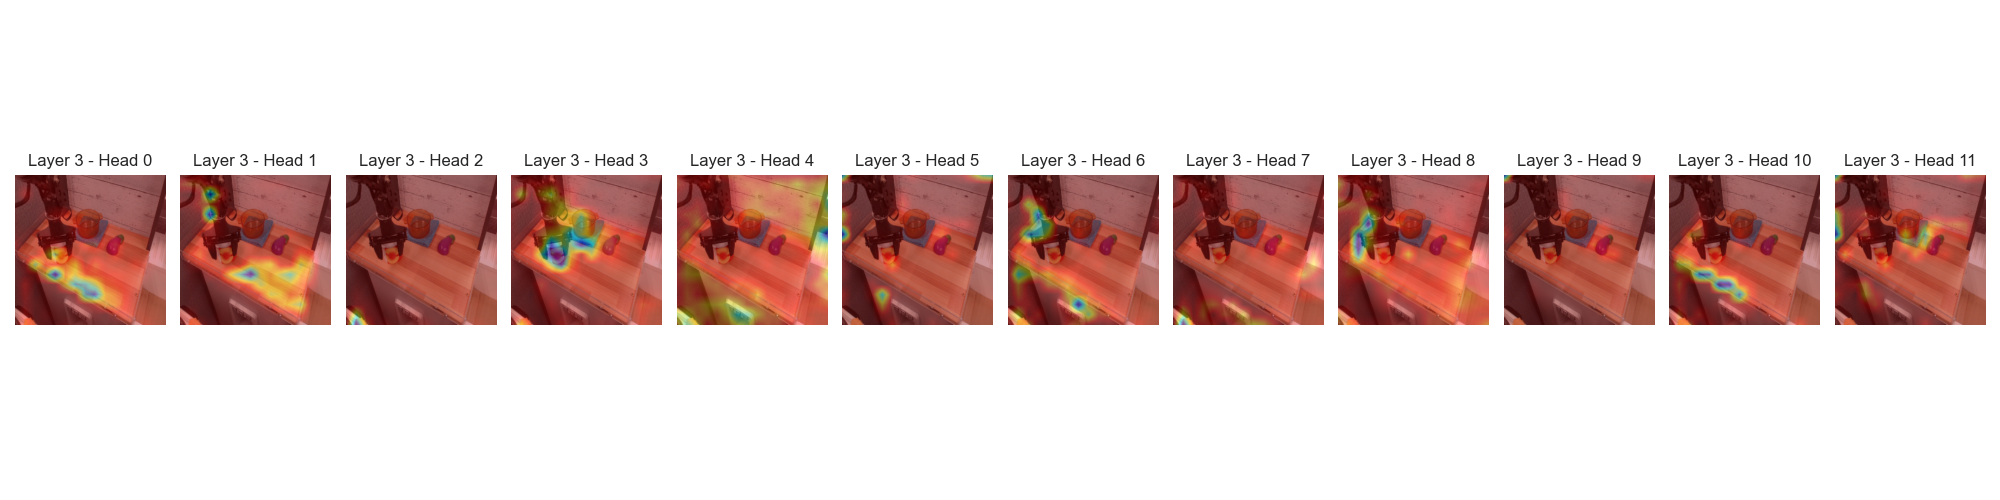 Layer 3 - Head 0
Layer 3 - Head 1
Layer 3 - Head 2
Layer 3 - Head 3
Layer 3 - Head 4
Layer 3 - Head 5
Layer 3 - Head 6
Layer 3 - Head 7
Layer 3 - Head 8
Layer 3 - Head 9
Layer 3 - Head 10
Layer 3 - Head 11